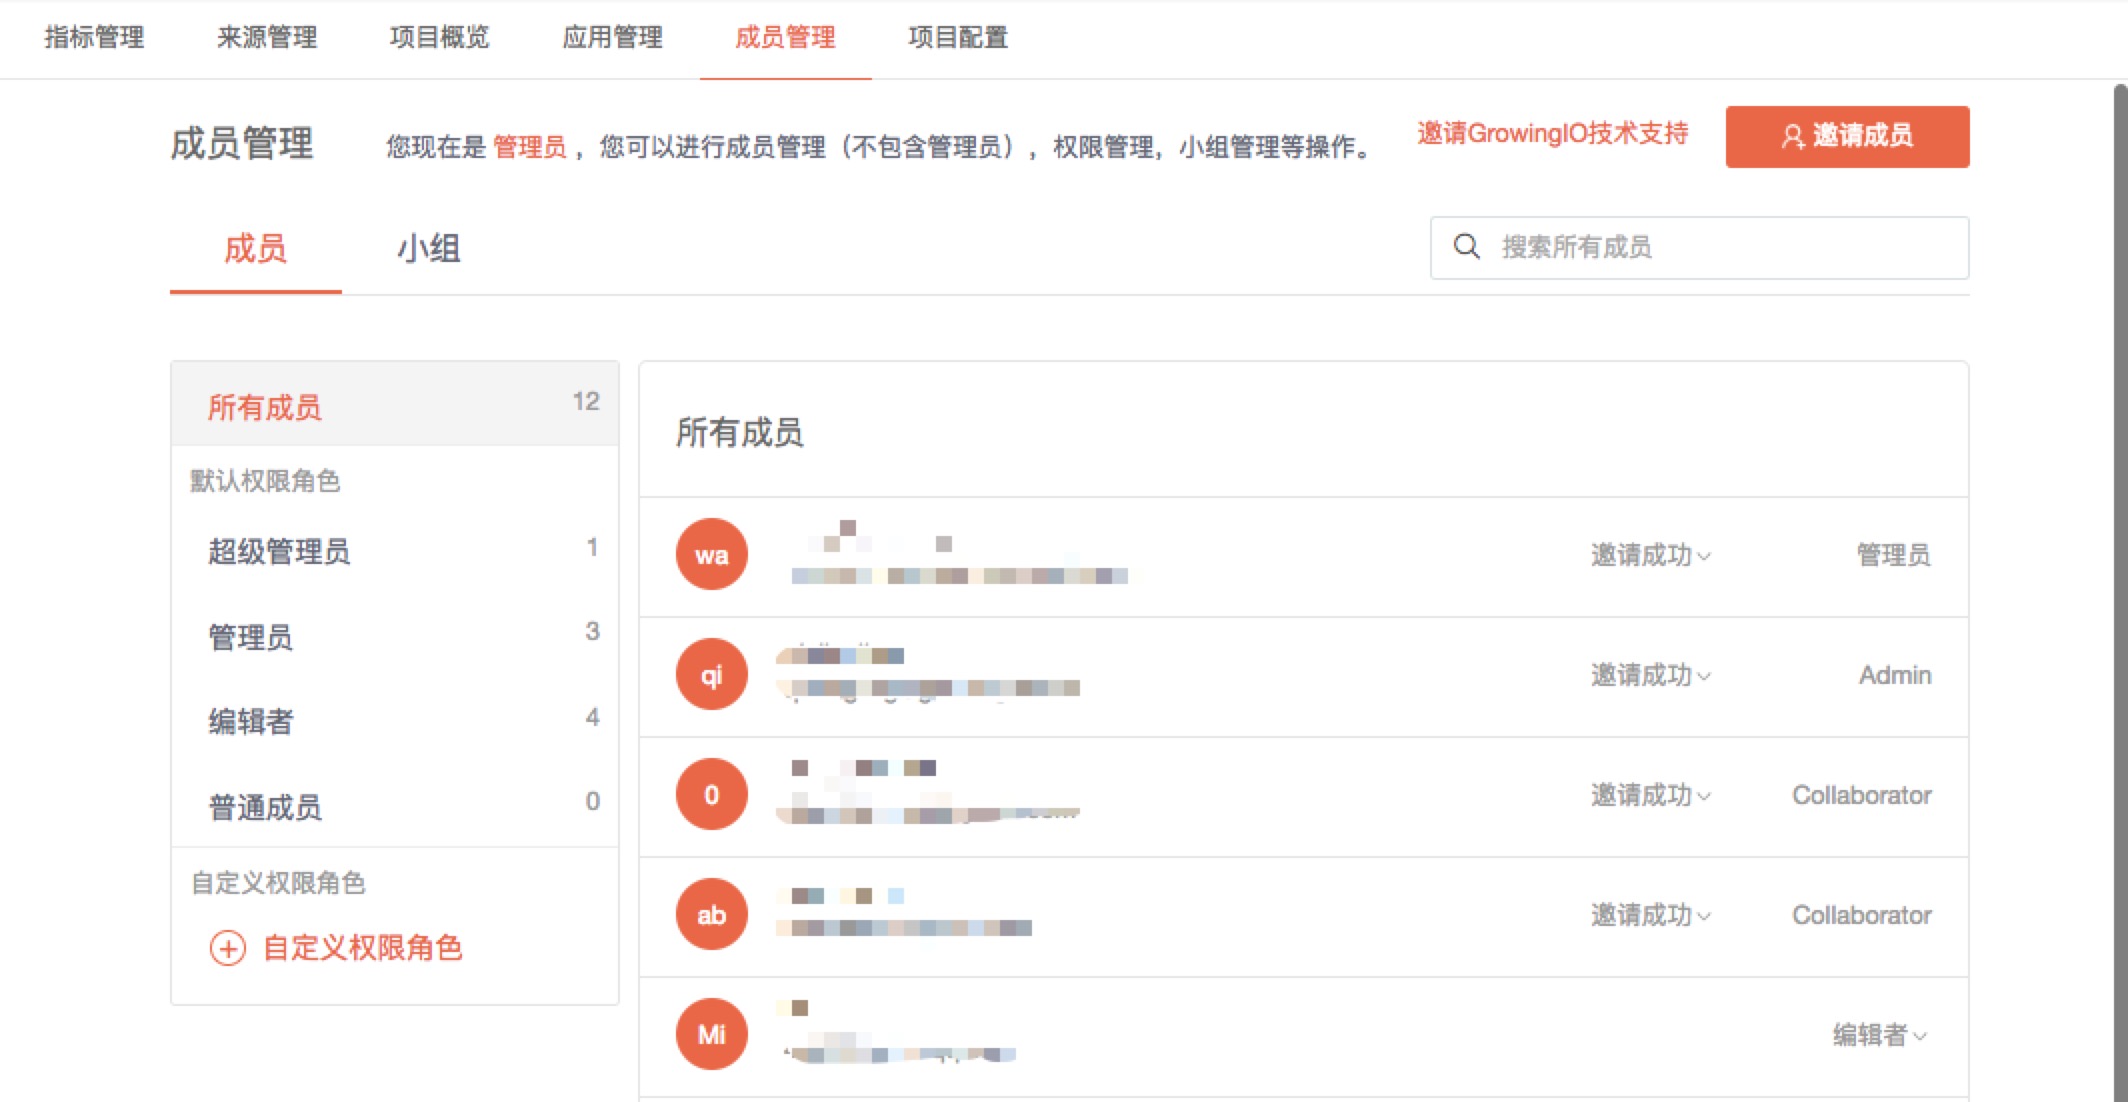 指标管理 来源管理 项目概览 应用管理 成员管理 项目配置
成员管理 您现在是 管理员 ，您可以进行成员管理（不包含管理员），权限管理，小组管理等操作。 邀请GrowingIO技术支持 邀请成员
成员 小组 搜索所有成员
所有成员 12
默认权限角色
超级管理员 1
管理员 3
编辑者 4
普通成员 0
自定义权限角色
自定义权限角色
所有成员
wa 邀请成功 管理员
qi 邀请成功 Admin
0 邀请成功 Collaborator
ab 邀请成功 Collaborator
Mi 编辑者